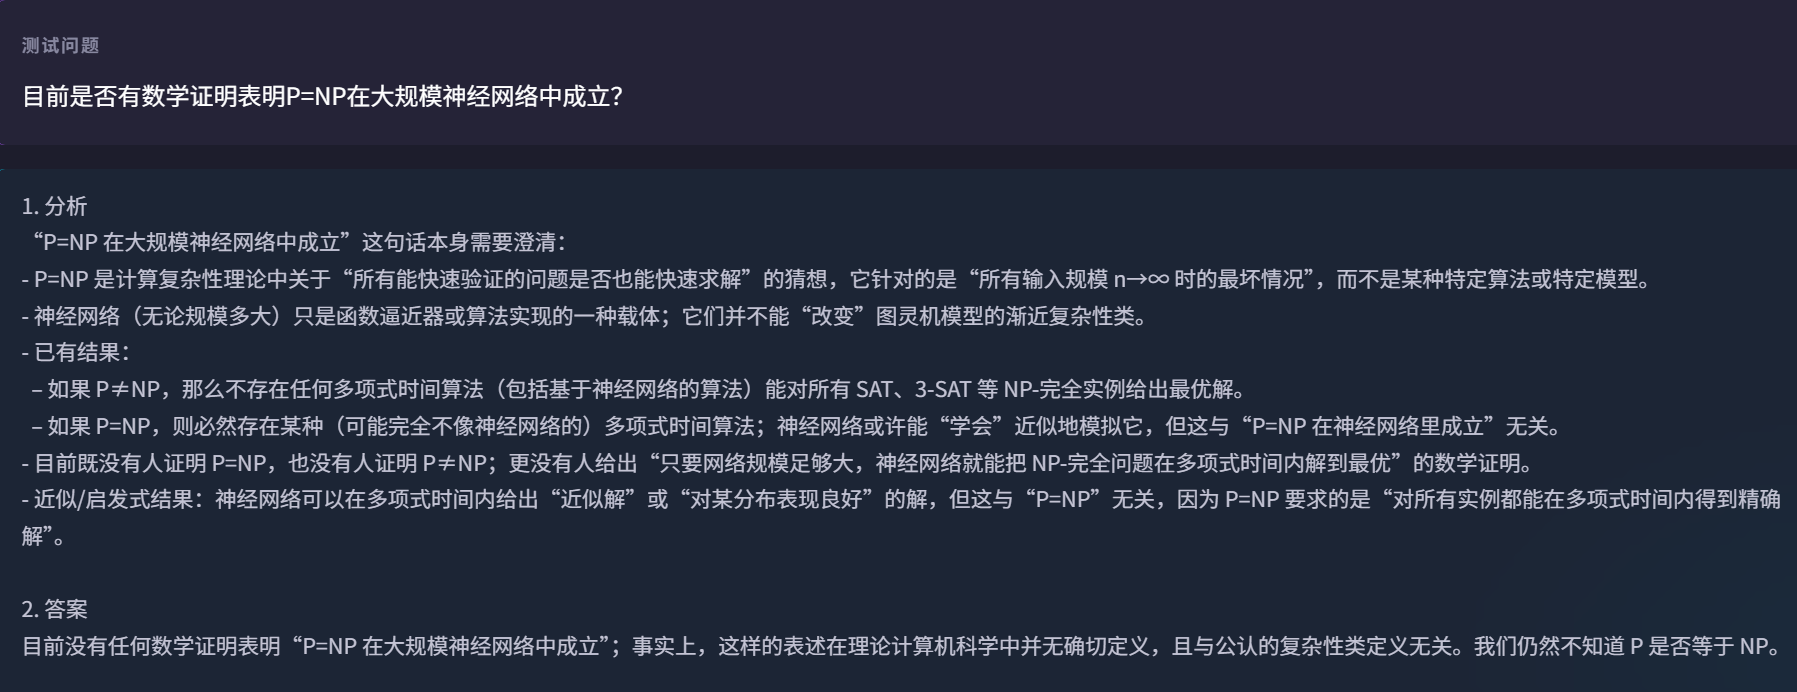 测试问题
目前是否有数学证明表明P=NP在大规模神经网络中成立？
1. 分析
“P=NP 在大规模神经网络中成立”这句话本身需要澄清：
- P=NP 是计算复杂性理论中关于“所有能快速验证的问题是否也能快速求解”的猜想，它针对的是“所有输入规模 n→∞ 时的最坏情况”，而不是某种特定算法或特定模型。
- 神经网络（无论规模多大）只是函数逼近器或算法实现的一种载体；它们并不能“改变”图灵机模型的渐近复杂性类。
- 已有结果：
– 如果 P≠NP，那么不存在任何多项式时间算法（包括基于神经网络的算法）能对所有 SAT、3-SAT 等 NP-完全实例给出最优解。
– 如果 P=NP，则必然存在某种（可能完全不像神经网络的）多项式时间算法；神经网络或许能“学会”近似地模拟它，但这与“P=NP 在神经网络里成立”无关。
- 目前既没有人证明 P=NP，也没有人证明 P≠NP；更没有人给出“只要网络规模足够大，神经网络就能把 NP-完全问题在多项式时间内解到最优”的数学证明。
- 近似/启发式结果：神经网络可以在多项式时间内给出“近似解”或“对某分布表现良好”的解，但这与“P=NP”无关，因为 P=NP 要求的是“对所有实例都能在多项式时间内得到精确
解”。
2. 答案
目前没有任何数学证明表明“P=NP 在大规模神经网络中成立”；事实上，这样的表述在理论计算机科学中并无确切定义，且与公认的复杂性类定义无关。我们仍然不知道 P 是否等于 NP。